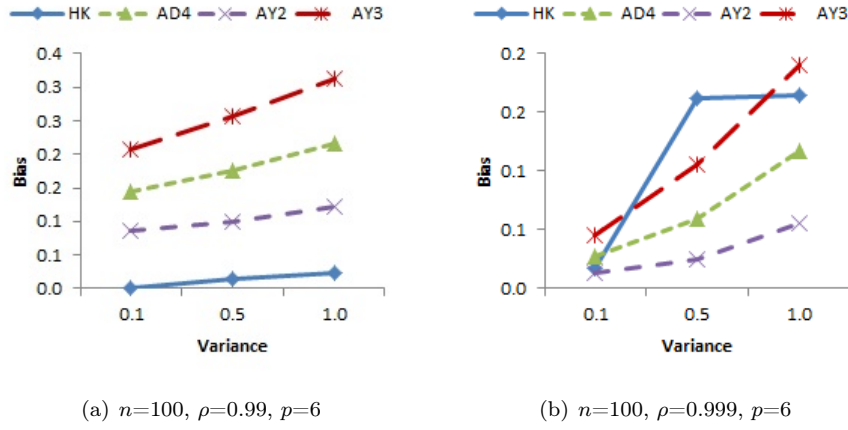 HK AD4 AY2 AY3
0.4
0.3
0.3
0.2
0.2
0.1
0.1
0.0
Bias
0.1 0.5 1.0
Variance
(a) n=100, ρ=0.99, p=6
HK AD4 AY2 AY3
0.2
0.2
0.1
0.1
0.0
Bias
0.1 0.5 1.0
Variance
(b) n=100, ρ=0.999, p=6